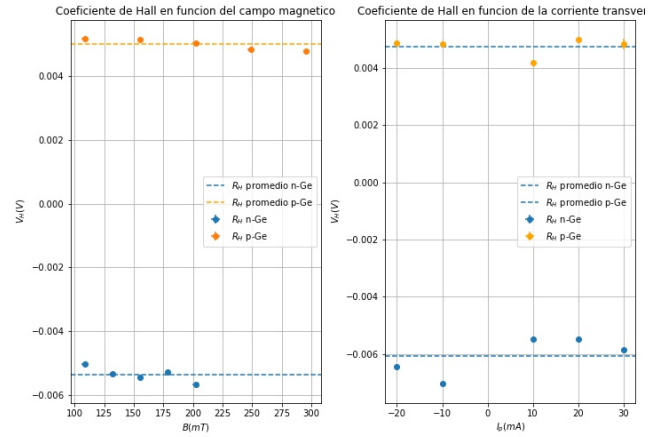 Coeficiente de Hall en funcion del campo magnetico
0.004
0.002
0.000
−0.002
−0.004
−0.006
V_H(V)
R_H promedio n-Ge
R_H promedio p-Ge
R_H n-Ge
R_H p-Ge
100 125 150 175 200 225 250 275 300
B(mT)
Coeficiente de Hall en funcion de la corriente transver
0.004
0.002
0.000
−0.002
−0.004
−0.006
V_H(V)
R_H promedio n-Ge
R_H promedio p-Ge
R_H n-Ge
R_H p-Ge
−20 −10 0 10 20 30
I_p(mA)